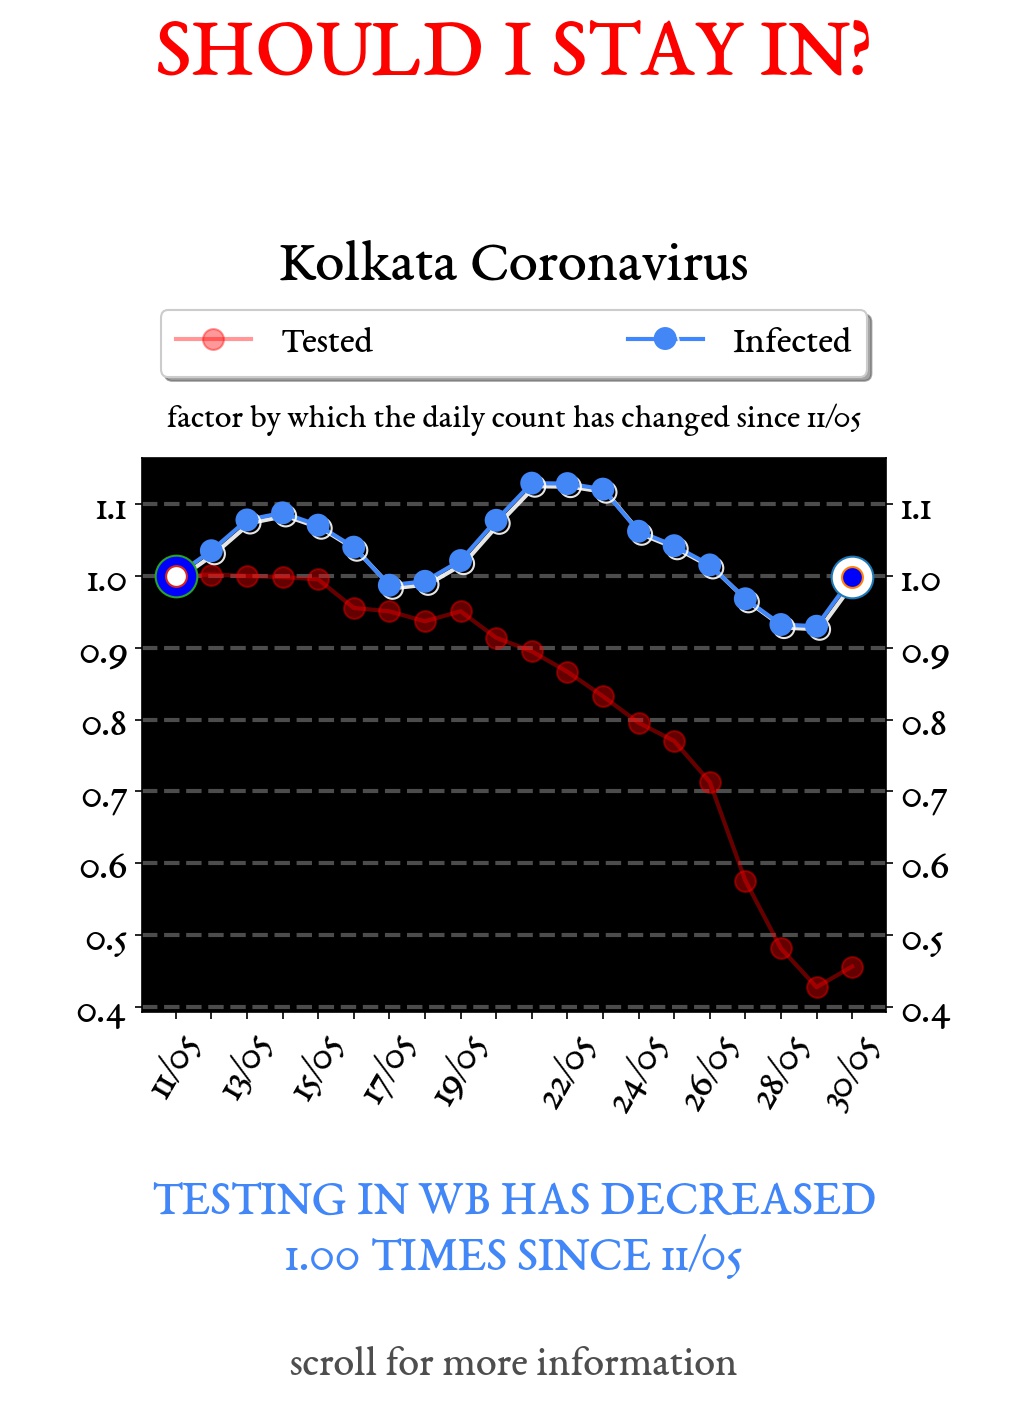 SHOULD I STAY IN?
Kolkata Coronavirus
Tested Infected
factor by which the daily count has changed since 11/05
1.1 1.1
1.0 1.0
0.9 0.9
0.8 0.8
0.7 0.7
0.6 0.6
0.5 0.5
0.4 0.4
11/05 13/05 15/05 17/05 19/05 22/05 24/05 26/05 28/05 30/05
TESTING IN WB HAS DECREASED
1.00 TIMES SINCE 11/05
scroll for more information